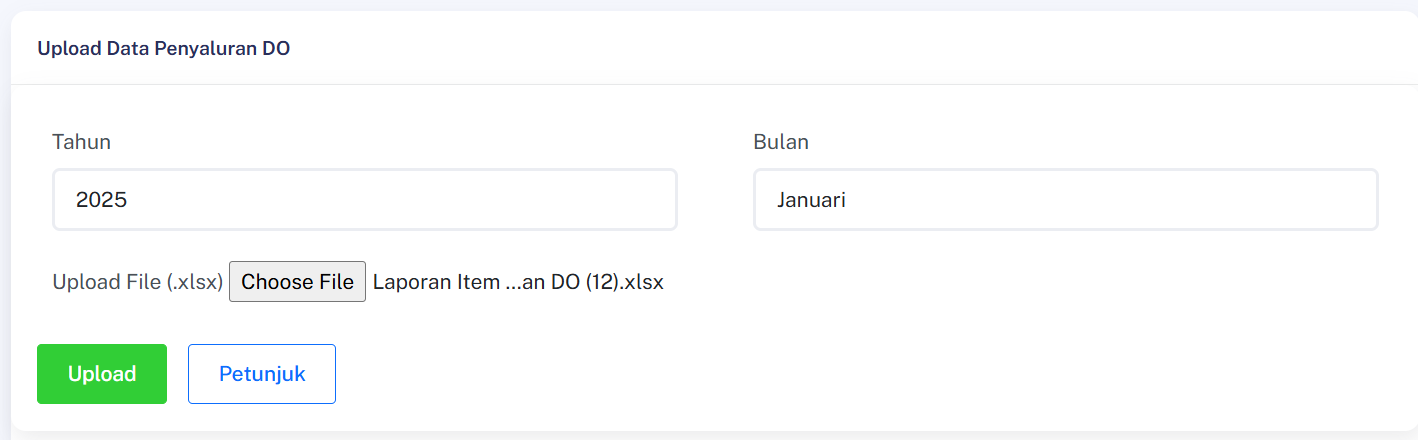 Upload Data Penyaluran DO
Tahun
Bulan
2025
Januari
Upload File (.xlsx) Choose File Laporan Item ...an DO (12).xlsx
Upload
Petunjuk